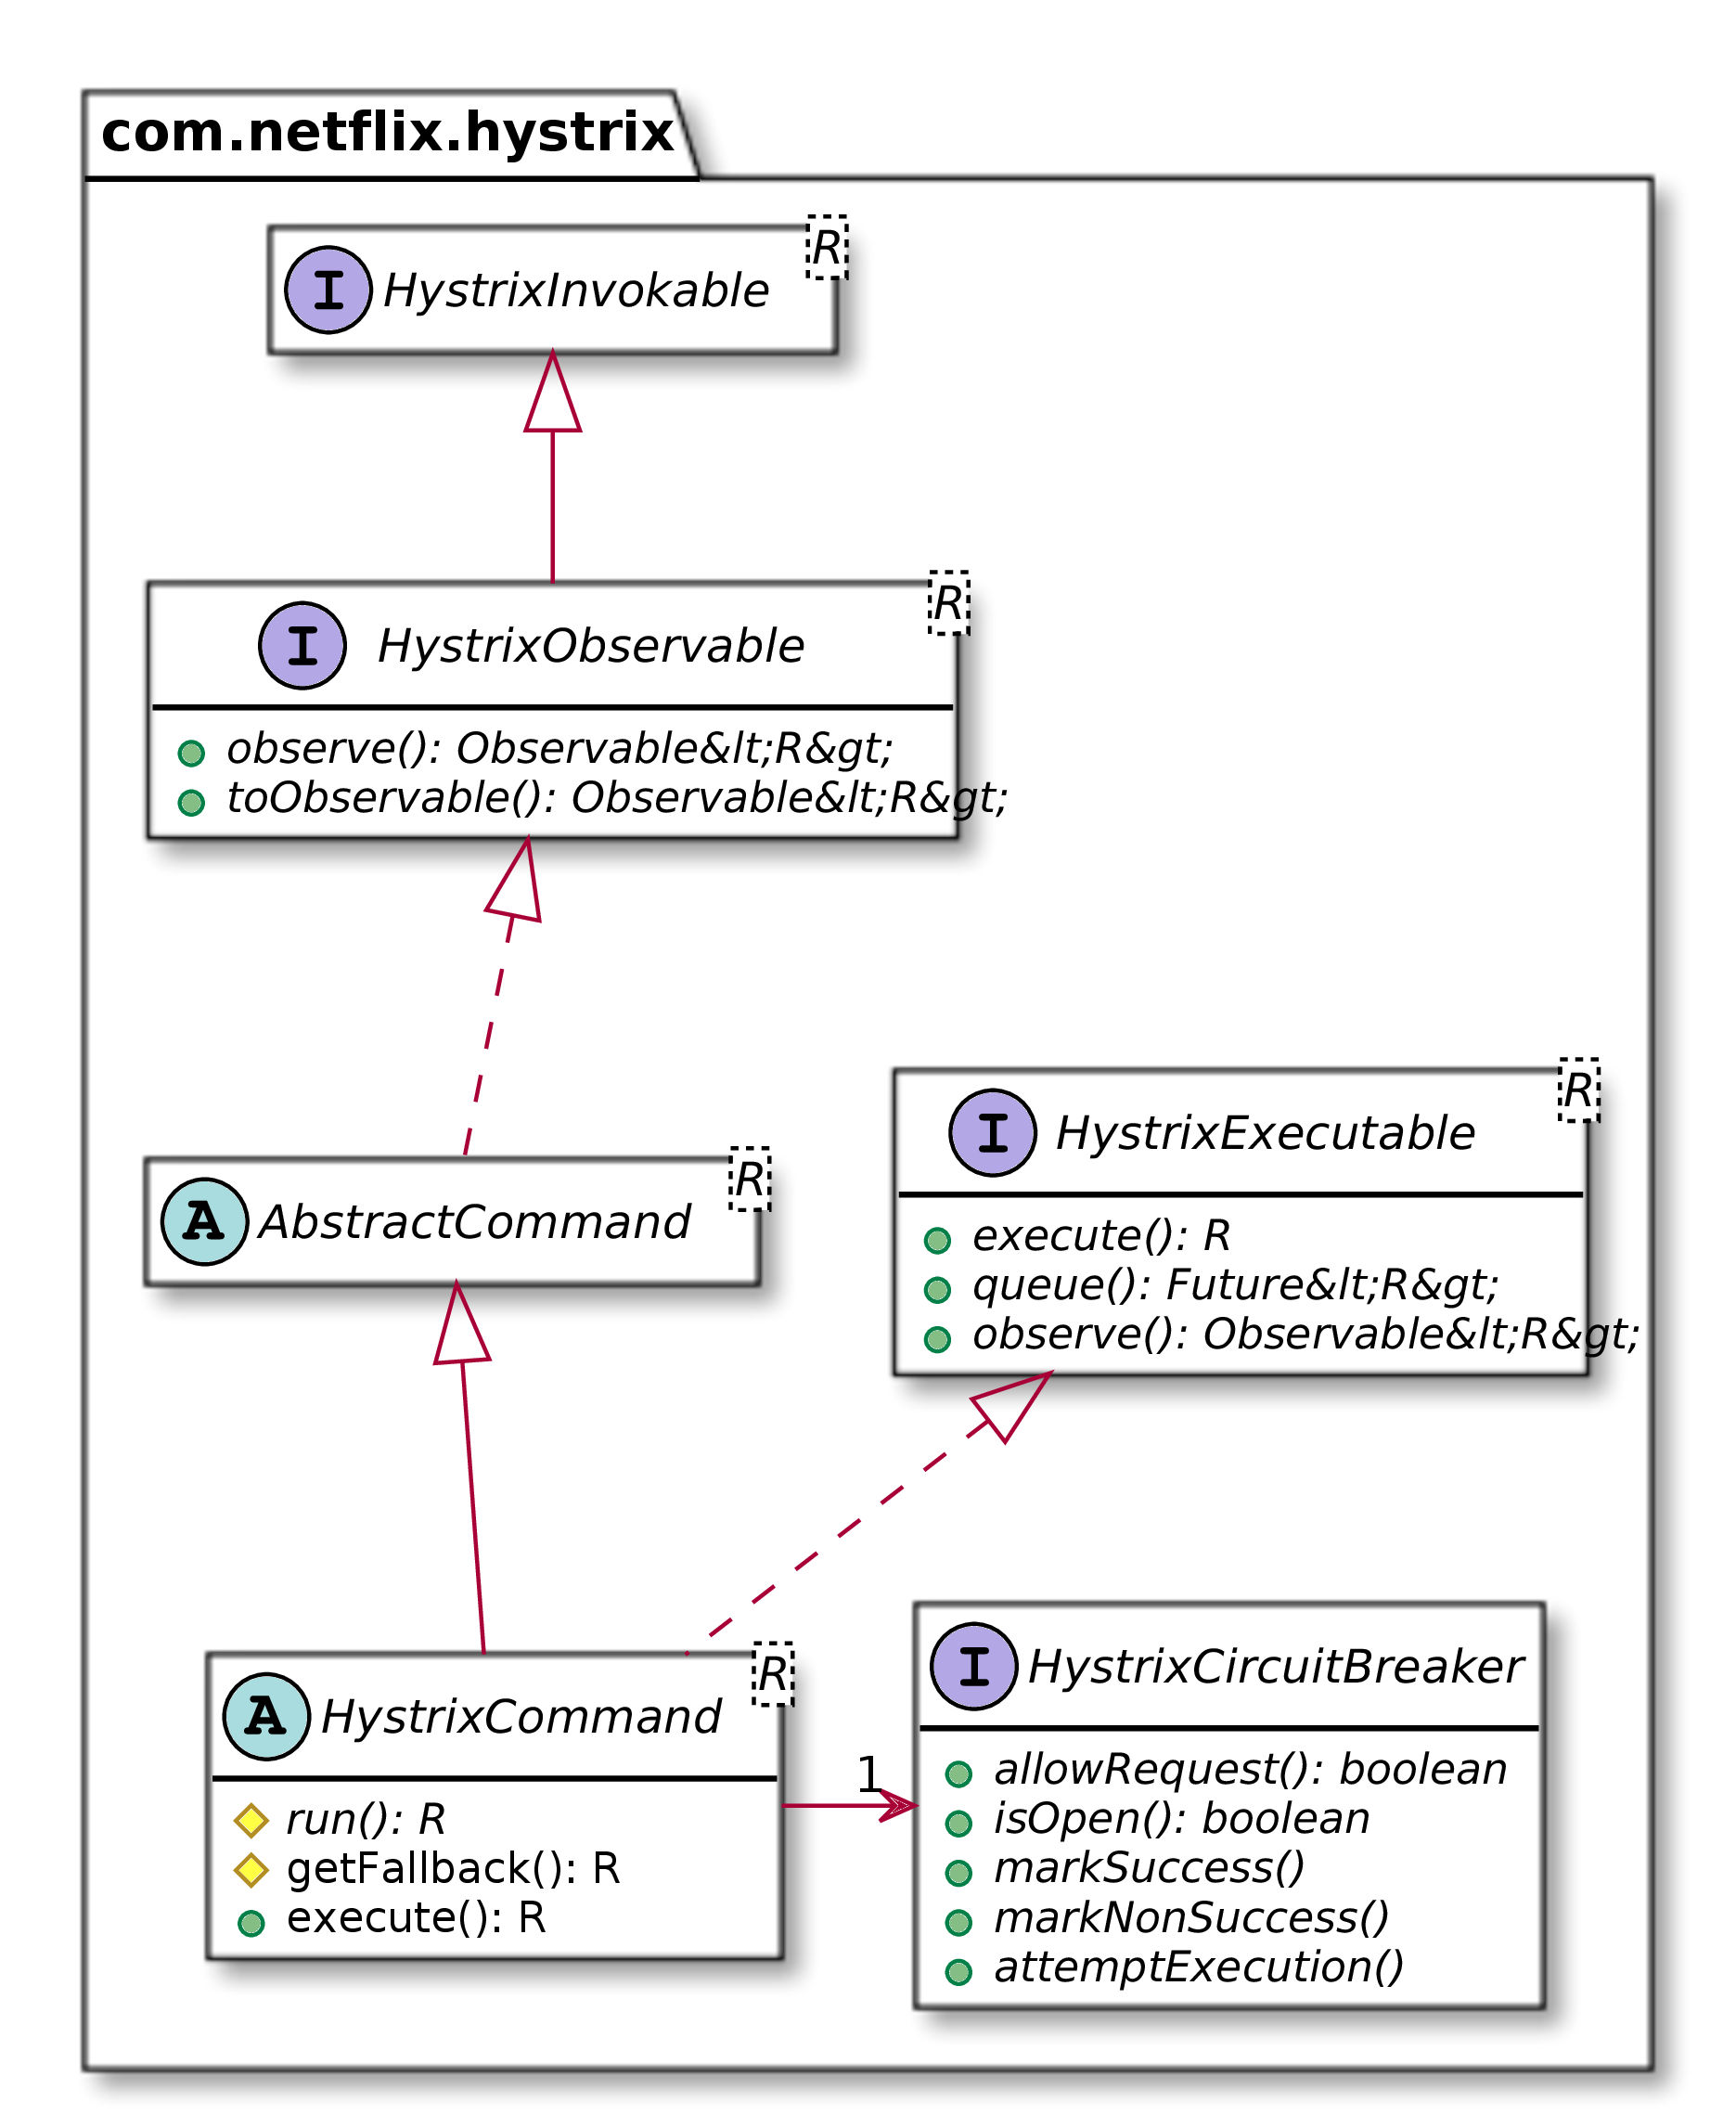 com.netflix.hystrix
R
I HystrixInvokable
R
I HystrixObservable
observe(): Observable&lt;R&gt;
toObservable(): Observable&lt;R&gt;
R
A AbstractCommand
R
I HystrixExecutable
execute(): R
queue(): Future&lt;R&gt;
observe(): Observable&lt;R&gt;
R
A HystrixCommand
run(): R
getFallback(): R
execute(): R
1
I HystrixCircuitBreaker
allowRequest(): boolean
isOpen(): boolean
markSuccess()
markNonSuccess()
attemptExecution()